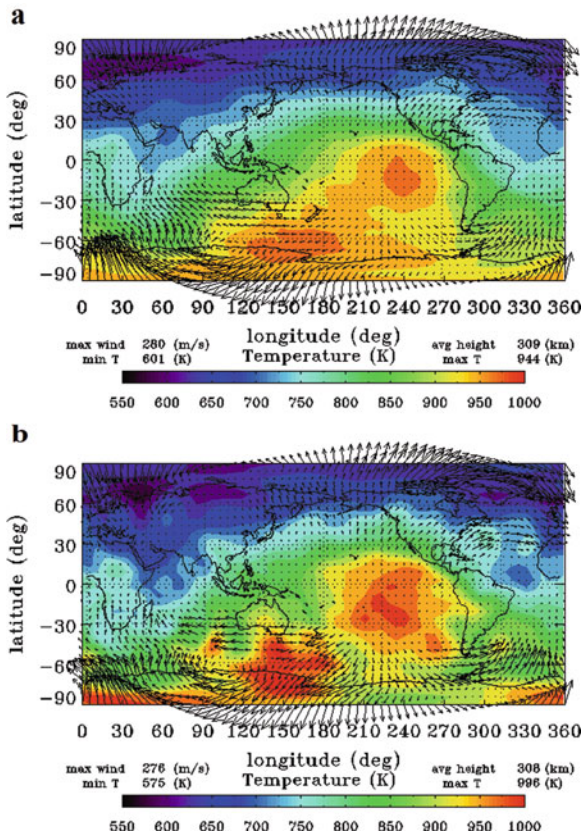 a
90
60
30
0
−30
−60
−90
latitude (deg)
0 30 60 90 120 150 180 210 240 270 300 330 360
longitude (deg)
max wind 280 (m/s)
min T 601 (K)
Temperature (K)
avg height 309 (km)
max T 944 (K)
550 600 650 700 750 800 850 900 950 1000
b
90
60
30
0
−30
−60
−90
latitude (deg)
0 30 60 90 120 150 180 210 240 270 300 330 360
longitude (deg)
max wind 276 (m/s)
min T 575 (K)
Temperature (K)
avg height 308 (km)
max T 996 (K)
550 600 650 700 750 800 850 900 950 1000